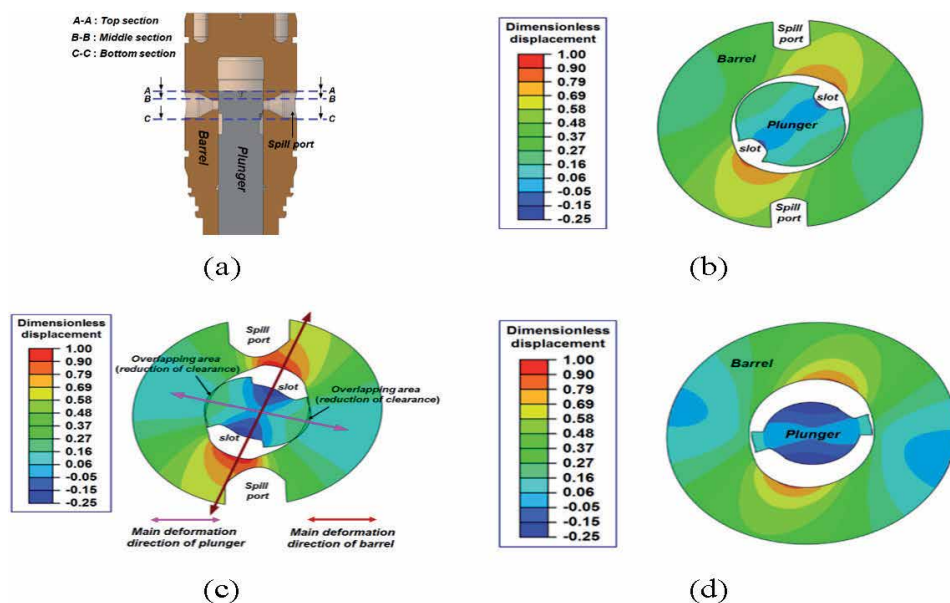 A-A : Top section
B-B : Middle section
C-C : Bottom section
A
B
C
A
B
C
Barrel
Plunger
Spill port
(a)
Dimensionless
displacement
1.00
0.90
0.79
0.69
0.58
0.48
0.37
0.27
0.16
0.06
-0.05
-0.15
-0.25
Spill
port
Barrel
slot
Plunger
slot
Spill
port
(b)
Dimensionless
displacement
1.00
0.90
0.79
0.69
0.58
0.48
0.37
0.27
0.16
0.06
-0.05
-0.15
-0.25
Spill
port
Overlapping area
(reduction of clearance)
slot
Overlapping area
(reduction of clearance)
slot
Spill
port
Main deformation
direction of plunger
Main deformation
direction of barrel
(c)
Dimensionless
displacement
1.00
0.90
0.79
0.69
0.58
0.48
0.37
0.27
0.16
0.06
-0.05
-0.15
-0.25
Barrel
Plunger
(d)